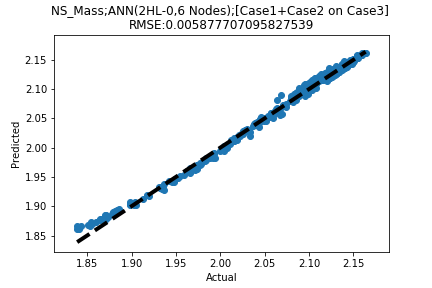 NS_Mass;ANN(2HL-0,6 Nodes);[Case1+Case2 on Case3]
RMSE:0.005877707095827539
2.15
2.10
2.05
2.00
1.95
1.90
1.85
Predicted
1.85 1.90 1.95 2.00 2.05 2.10 2.15
Actual